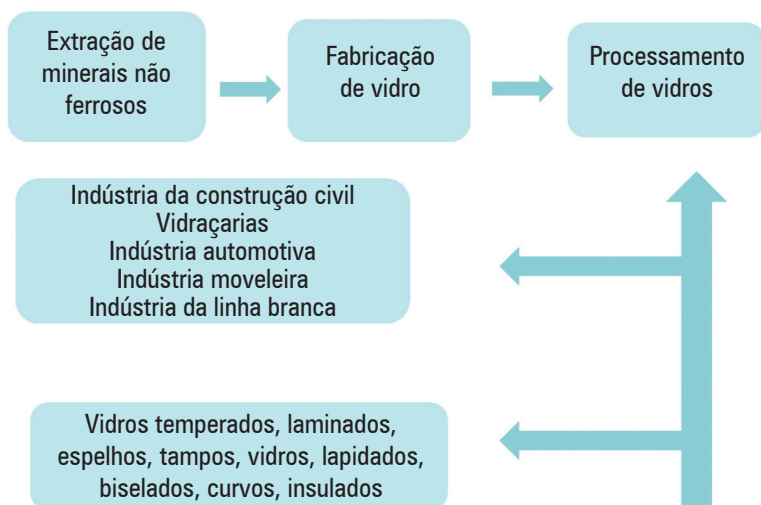 Extração de
minerais não
ferrosos
Fabricação
de vidro
Processamento
de vidros
Indústria da construção civil
Vidraçarias
Indústria automotiva
Indústria moveleira
Indústria da linha branca
Vidros temperados, laminados,
espelhos, tampos, vidros, lapidados,
biselados, curvos, insulados